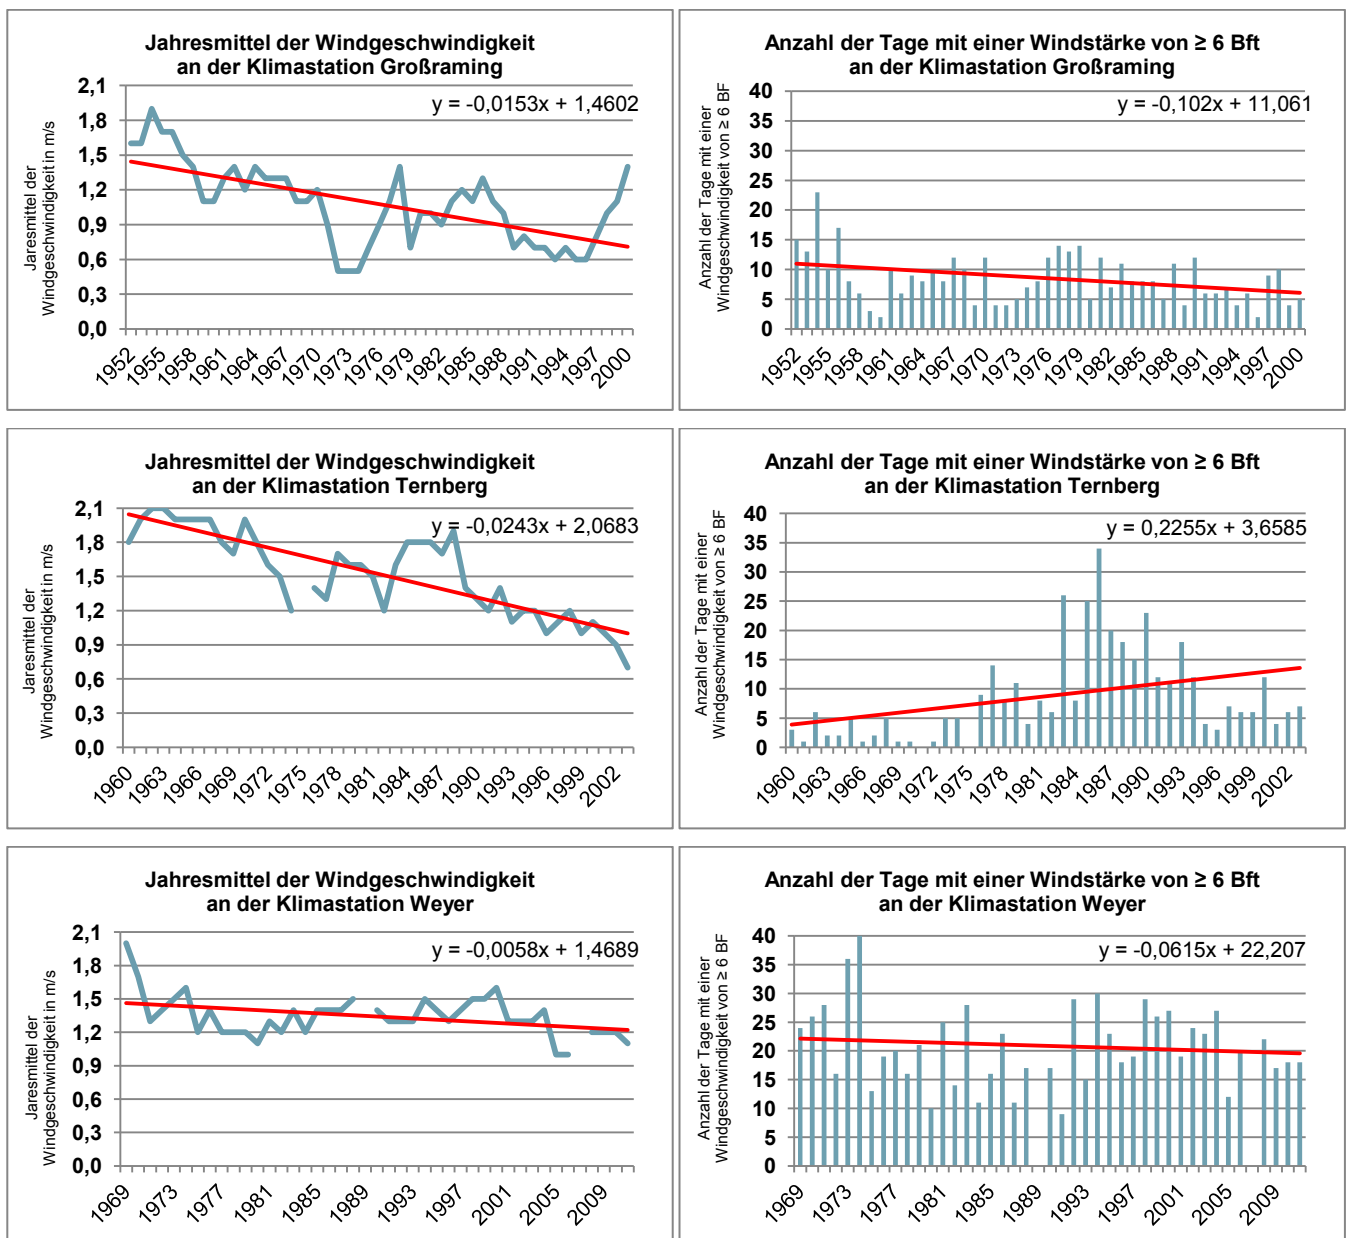 Jahresmittel der Windgeschwindigkeit
an der Klimastation Großraming
y = -0,0153x + 1,4602
Jaresmittel der
Windgeschwindigkeit in m/s
2,1
1,8
1,5
1,2
0,9
0,6
0,3
0,0
1952 1955 1958 1961 1964 1967 1970 1973 1976 1979 1982 1985 1988 1991 1994 1997 2000
Anzahl der Tage mit einer Windstärke von ≥ 6 Bft
an der Klimastation Großraming
y = -0,102x + 11,061
Anzahl der Tage mit einer
Windgeschwindigkeit von ≥ 6 BF
40
35
30
25
20
15
10
5
0
1952 1955 1958 1961 1964 1967 1970 1973 1976 1979 1982 1985 1988 1991 1994 1997 2000
Jahresmittel der Windgeschwindigkeit
an der Klimastation Ternberg
y = -0,0243x + 2,0683
Jaresmittel der
Windgeschwindigkeit in m/s
2,1
1,8
1,5
1,2
0,9
0,6
0,3
0,0
1960 1963 1966 1969 1972 1975 1978 1981 1984 1987 1990 1993 1996 1999 2002
Anzahl der Tage mit einer Windstärke von ≥ 6 Bft
an der Klimastation Ternberg
y = 0,2255x + 3,6585
Anzahl der Tage mit einer
Windgeschwindigkeit von ≥ 6 BF
40
35
30
25
20
15
10
5
0
1960 1963 1966 1969 1972 1975 1978 1981 1984 1987 1990 1993 1996 1999 2002
Jahresmittel der Windgeschwindigkeit
an der Klimastation Weyer
y = -0,0058x + 1,4689
Jaresmittel der
Windgeschwindigkeit in m/s
2,1
1,8
1,5
1,2
0,9
0,6
0,3
0,0
1969 1973 1977 1981 1985 1989 1993 1997 2001 2005 2009
Anzahl der Tage mit einer Windstärke von ≥ 6 Bft
an der Klimastation Weyer
y = -0,0615x + 22,207
Anzahl der Tage mit einer
Windgeschwindigkeit von ≥ 6 BF
40
35
30
25
20
15
10
5
0
1969 1973 1977 1981 1985 1989 1993 1997 2001 2005 2009